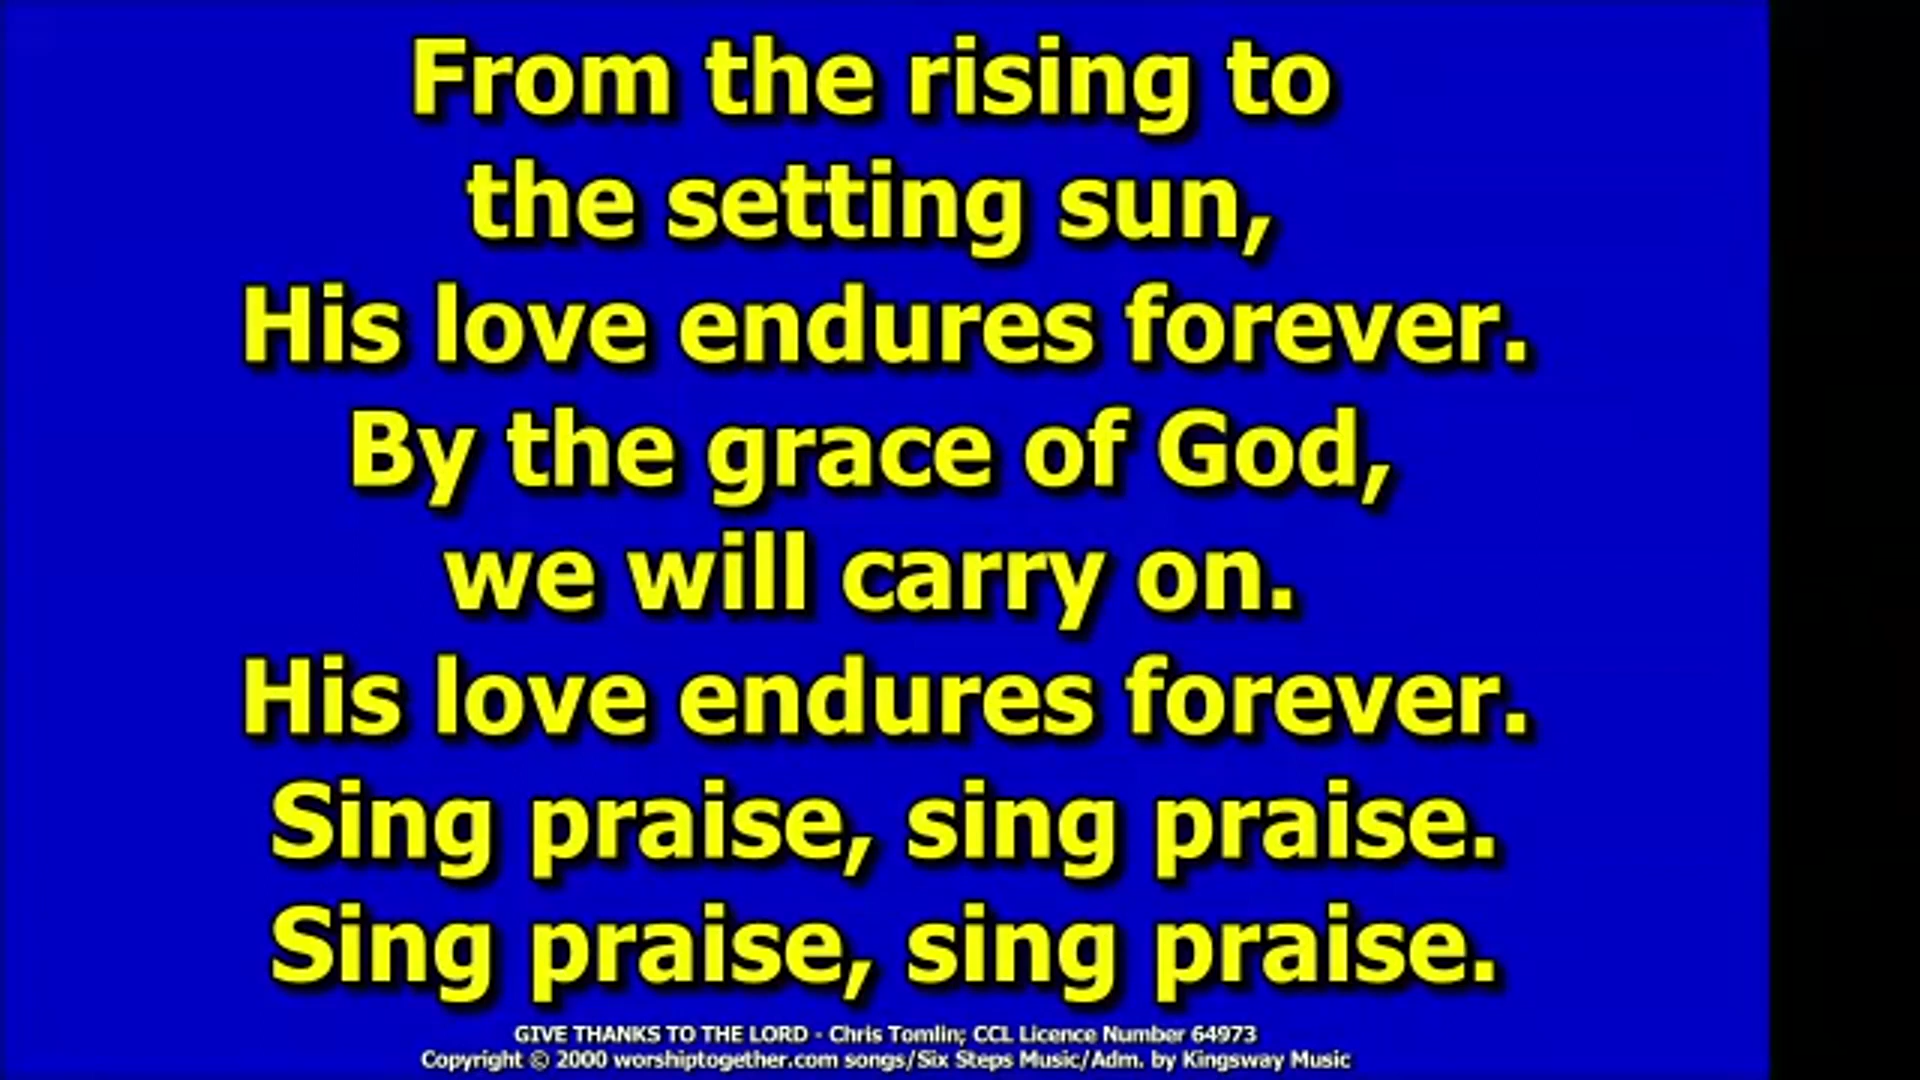 From the rising to
the setting sun,
His love endures forever.
By the grace of God,
we will carry on.
His love endures forever.
Sing praise, sing praise.
Sing praise, sing praise.
GIVE THANKS TO THE LORD - Chris Tomlin; CCL Licence Number 64973
Copyright © 2000 worshiptogether.com songs/Six Steps Music/Adm. by Kingsway Music